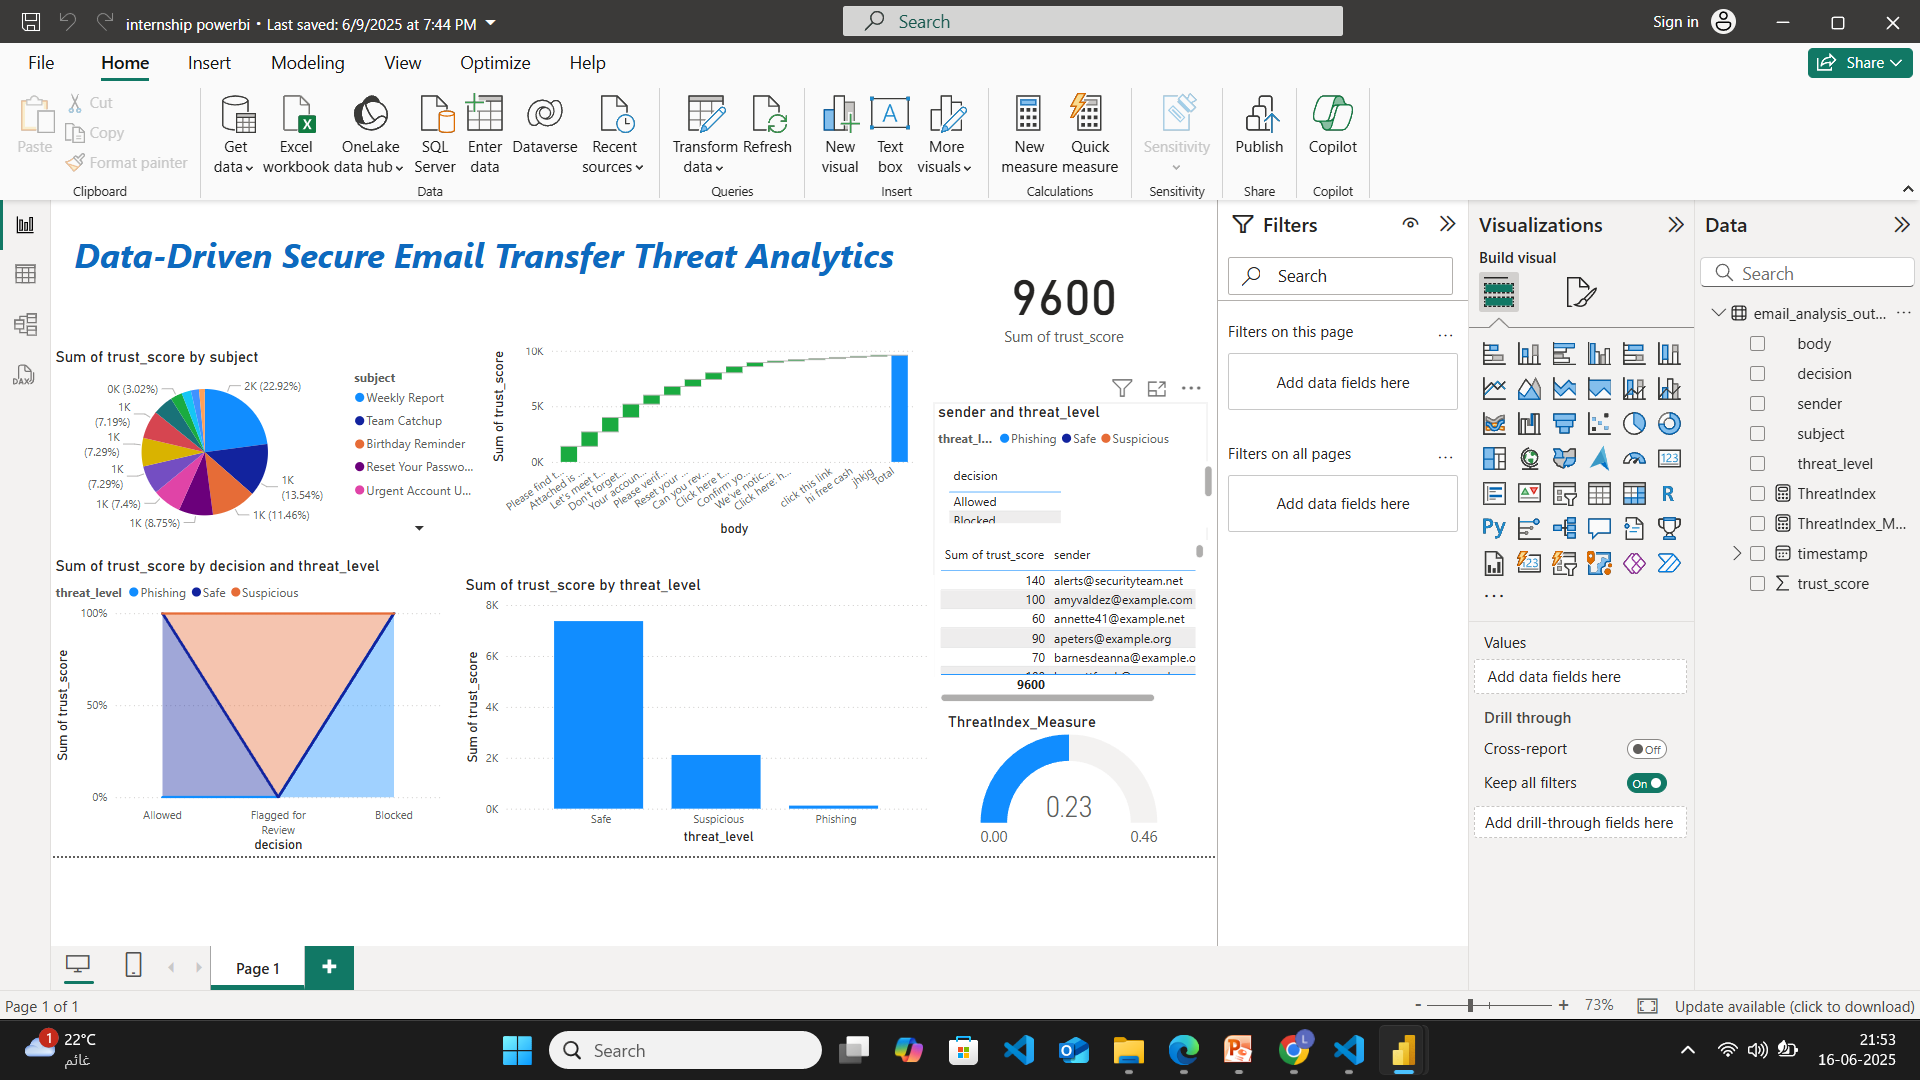 internship powerbi • Last saved: 6/9/2025 at 7:44 PM
Search
Sign in
File
Home
Insert
Modeling
View
Optimize
Help
Share
Paste
Cut
Copy
Format painter
Clipboard
Get data
Excel workbook
OneLake data hub
SQL Server
Enter data
Dataverse
Recent sources
Data
Transform data
Refresh
Queries
New visual
Text box
More visuals
Insert
New measure
Quick measure
Calculations
Sensitivity
Sensitivity
Publish
Share
Copilot
Copilot
Data-Driven Secure Email Transfer Threat Analytics
9600
Sum of trust_score
Sum of trust_score by subject
2K (22.92%)
1K (13.54%)
1K (11.46%)
1K (8.75%)
1K (7.4%)
1K (7.29%)
1K (7.29%)
1K (7.19%)
0K (3.02%)
subject
Weekly Report
Team Catchup
Birthday Reminder
Reset Your Passwo...
Urgent Account U...
Sum of trust_score
10K
5K
0K
Please find t...
Attached is ...
Let's meet t...
Don't forget...
Your accoun...
Please verif...
Reset your ...
Can you rev...
Click here t...
Confirm yo...
We've notic...
Click here: h...
click this link
hi free cash
jhkjg
Total
body
sender and threat_level
threat_l...
Phishing
Safe
Suspicious
decision
Allowed
Blocked
Sum of trust_score sender
140 alerts@securityteam.net
100 amyvaldez@example.com
60 annette41@example.net
90 apeters@example.org
70 barnesdeanna@example.o
9600
Sum of trust_score by decision and threat_level
threat_level
Phishing
Safe
Suspicious
Sum of trust_score
100%
50%
0%
Allowed
Flagged for Review
Blocked
decision
Sum of trust_score by threat_level
Sum of trust_score
8K
6K
4K
2K
0K
Safe
Suspicious
Phishing
threat_level
ThreatIndex_Measure
0.23
0.00
0.46
Filters
Search
Filters on this page
...
Add data fields here
Filters on all pages
...
Add data fields here
Visualizations
Build visual
123
R
Py
123
...
Values
Add data fields here
Drill through
Cross-report
Off
Keep all filters
On
Add drill-through fields here
Data
Search
email_analysis_out...
...
body
decision
sender
subject
threat_level
ThreatIndex
ThreatIndex_M...
timestamp
trust_score
Page 1
Page 1 of 1
- + 73%
Update available (click to download)
1
22°C
غائم
Search
L
21:53
16-06-2025